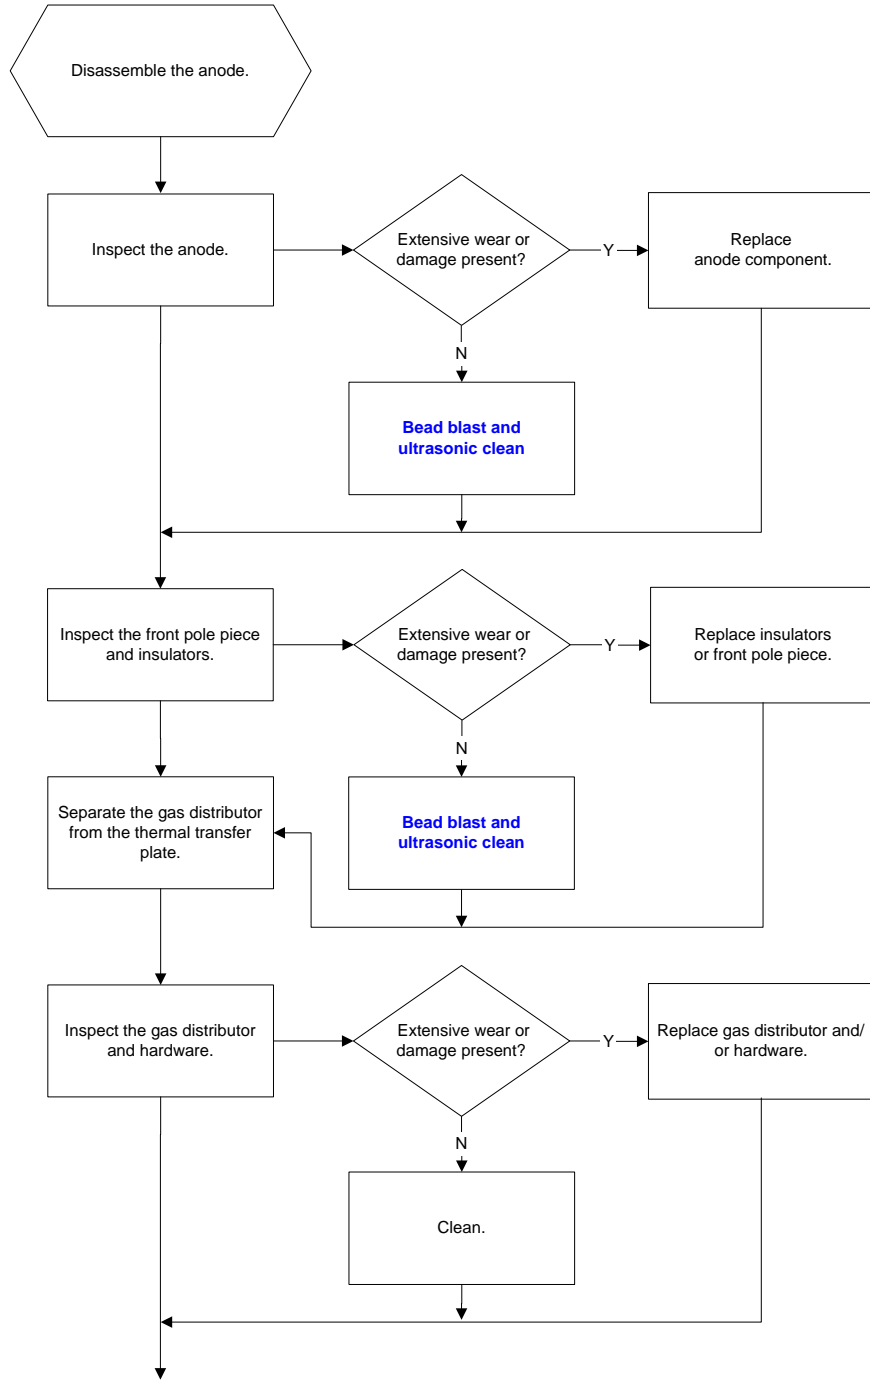 Disassemble the anode.
Inspect the anode.
Extensive wear or
damage present?
Y
Replace
anode component.
N
Bead blast and
ultrasonic clean
Inspect the front pole piece
and insulators.
Extensive wear or
damage present?
Y
Replace insulators
or front pole piece.
N
Separate the gas distributor
from the thermal transfer
plate.
Bead blast and
ultrasonic clean
Inspect the gas distributor
and hardware.
Extensive wear or
damage present?
Y
Replace gas distributor and/
or hardware.
N
Clean.